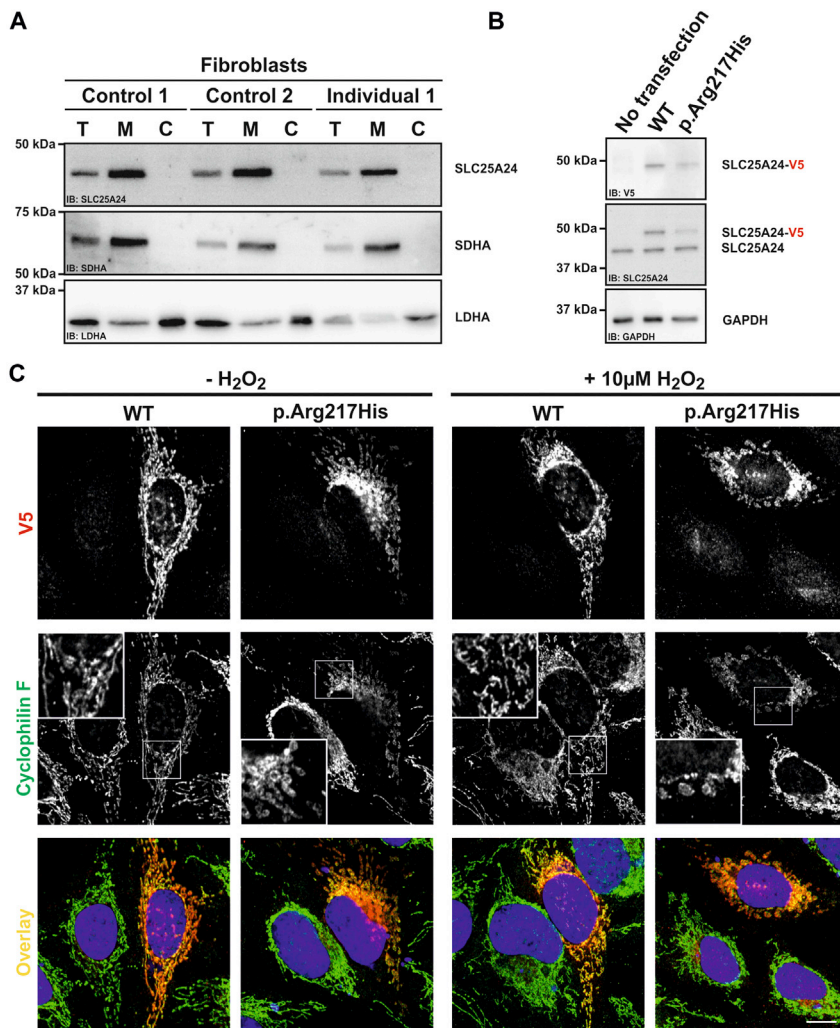 A
Fibroblasts
Control 1 Control 2 Individual 1
T M C T M C T M C
50 kDa
SLC25A24
IB: SLC25A24
75 kDa
SDHA
50 kDa
IB: SDHA
37 kDa
LDHA
IB: LDHA
B
No transfection
WT
p.Arg217His
50 kDa
SLC25A24-V5
IB: V5
50 kDa
SLC25A24-V5
SLC25A24
37 kDa
IB: SLC25A24
37 kDa
GAPDH
IB: GAPDH
C
- H₂O₂ + 10µM H₂O₂
WT p.Arg217His WT p.Arg217His
V5
Cyclophilin F
Overlay